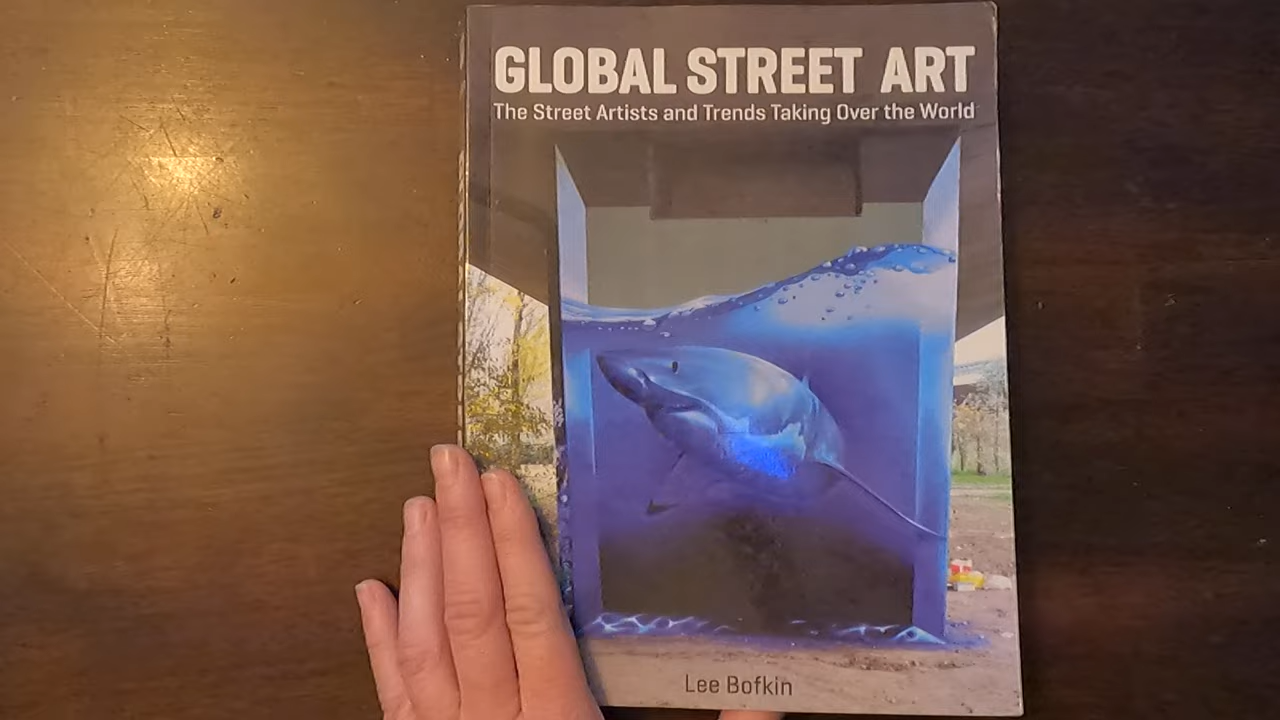 GLOBAL STREET ART
The Street Artists and Trends Taking Over the World
Lee Bofkin